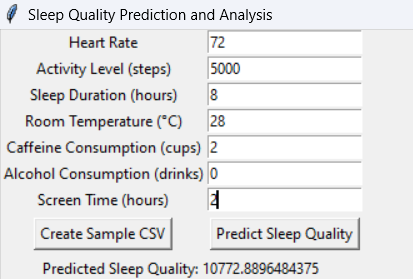 Sleep Quality Prediction and Analysis
Heart Rate 72
Activity Level (steps) 5000
Sleep Duration (hours) 8
Room Temperature (°C) 28
Caffeine Consumption (cups) 2
Alcohol Consumption (drinks) 0
Screen Time (hours) 2
Create Sample CSV Predict Sleep Quality
Predicted Sleep Quality: 10772.8896484375